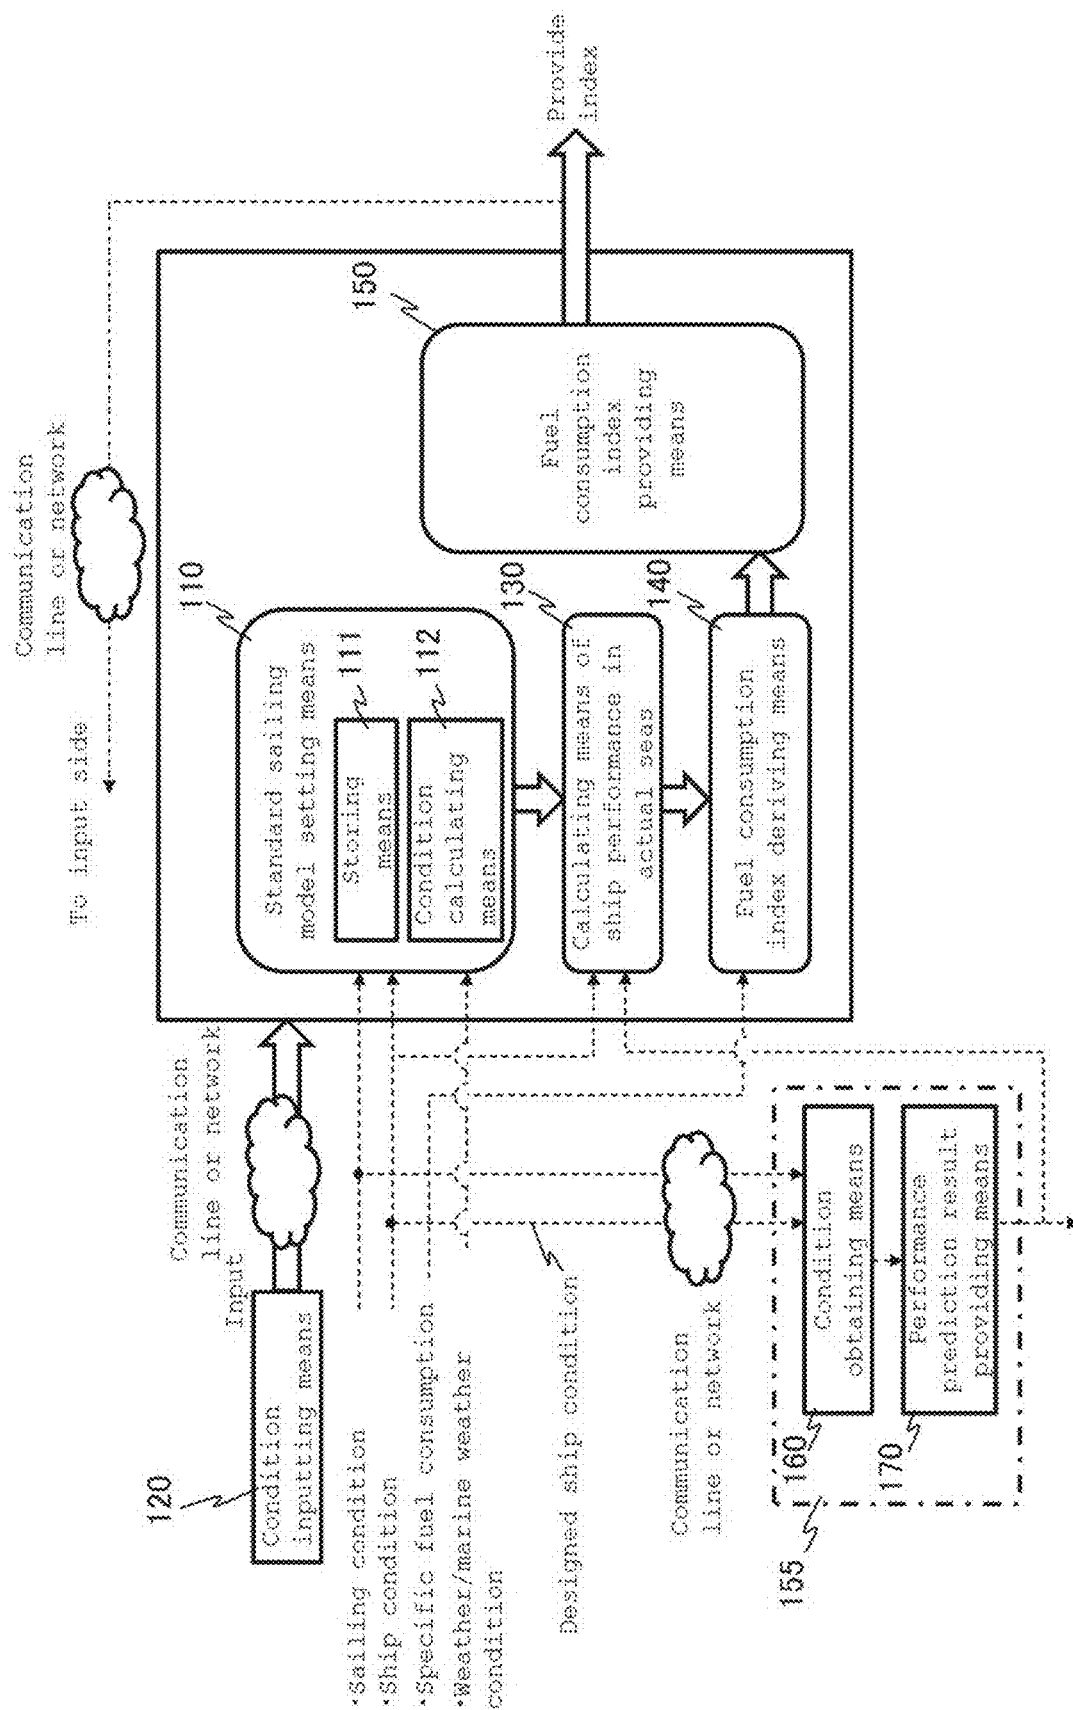 120
Condition
inputting means
Input
Communication
line or network
·Sailing condition
·Ship condition
·Specific fuel consumption
·Weather/marine weather
condition
Designed ship condition
Communication
line or network
155
160
Condition
obtaining means
170
Performance
prediction result
providing means
To input side
Communication
line or network
110
Standard sailing
model setting means
111
Storing
means
112
Condition
calculating
means
130
Calculating means of
ship performance in
actual seas
140
Fuel consumption
index deriving means
150
Fuel
consumption
index
providing
means
Provide
index